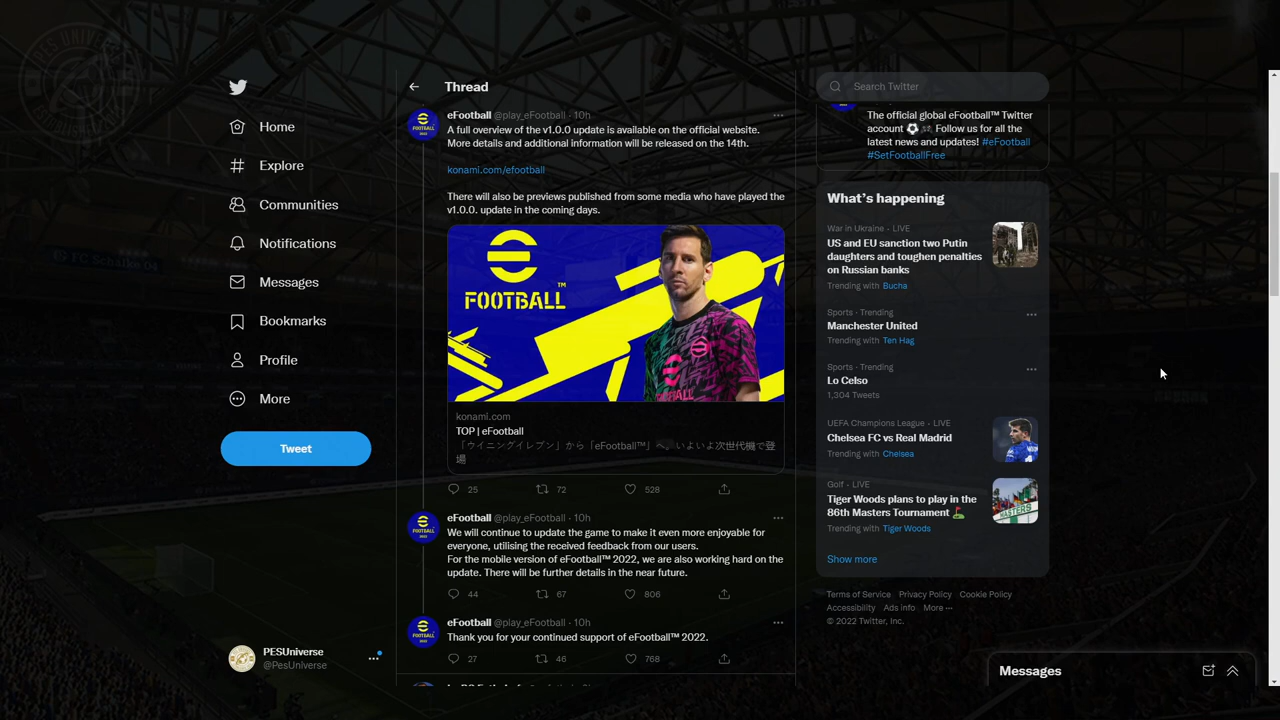 PES UNIVERSE
Home
Explore
Communities
Notifications
Messages
Bookmarks
Profile
More
Tweet
PESUniverse
@PesUniverse
Thread
eFootball @play_eFootball · 10h
A full overview of the v1.0.0 update is available on the official website.
More details and additional information will be released on the 14th.
konami.com/efootball
There will also be previews published from some media who have played the
v1.0.0. update in the coming days.
FOOTBALL™
konami.com
TOP | eFootball
「ウイニングイレブン」から「eFootball™」へ。いよいよ次世代機で登
場
25 72 528
eFootball @play_eFootball · 10h
We will continue to update the game to make it even more enjoyable for
everyone, utilising the received feedback from our users.
For the mobile version of eFootball™ 2022, we are also working hard on the
update. There will be further details in the near future.
44 67 806
eFootball @play_eFootball · 10h
Thank you for your continued support of eFootball™ 2022.
27 46 768
Search Twitter
The official global eFootball™ Twitter
account ⚽🎮 Follow us for all the
latest news and updates! #eFootball
#SetFootballFree
What's happening
War in Ukraine · LIVE
US and EU sanction two Putin
daughters and toughen penalties
on Russian banks
Trending with Bucha
Sports · Trending
Manchester United
Trending with Ten Hag
Sports · Trending
Lo Celso
1,304 Tweets
UEFA Champions League · LIVE
Chelsea FC vs Real Madrid
Trending with Chelsea
Golf · LIVE
Tiger Woods plans to play in the
86th Masters Tournament ⛳
Trending with Tiger Woods
Show more
Terms of Service Privacy Policy Cookie Policy
Accessibility Ads info More ···
© 2022 Twitter, Inc.
Messages